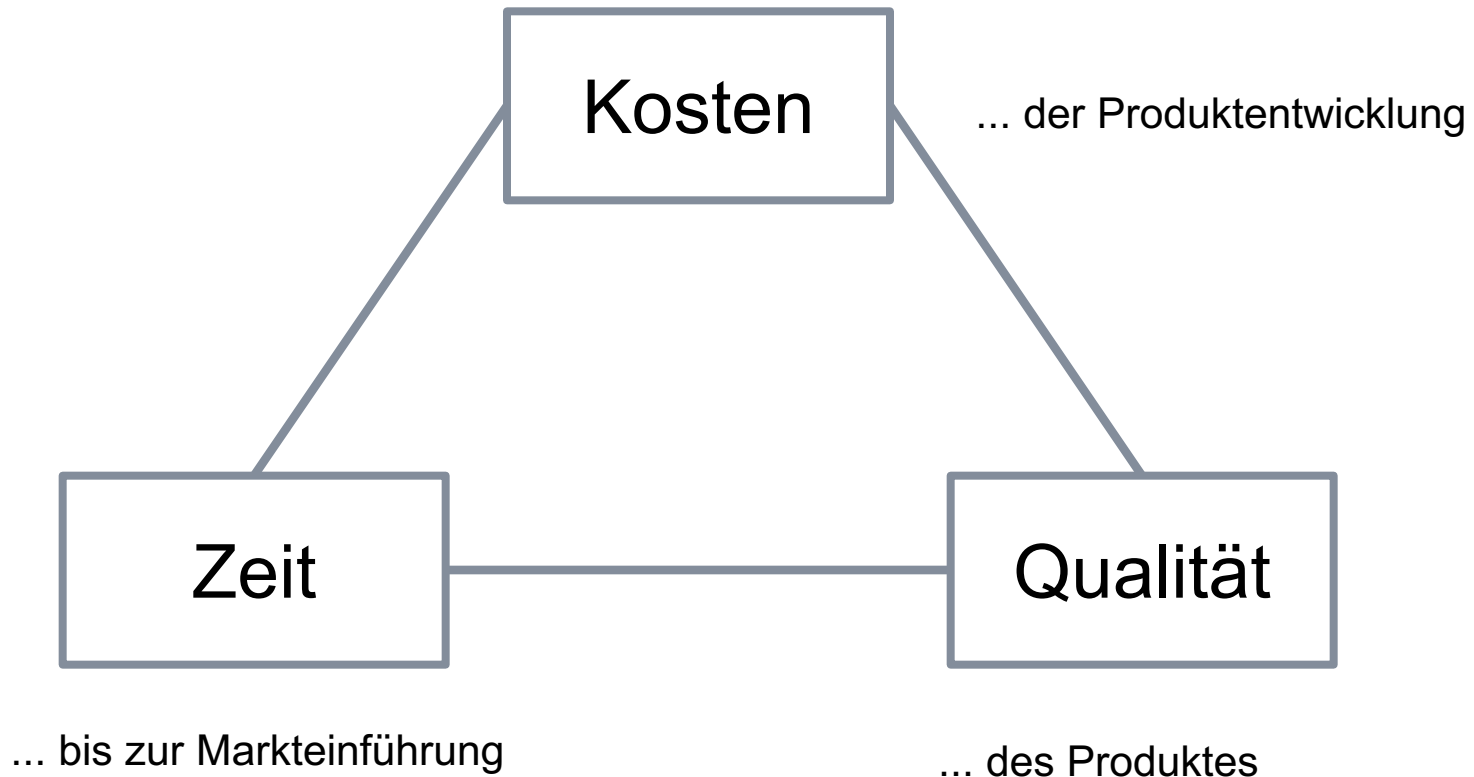 Kosten
... der Produktentwicklung
Zeit
Qualität
... bis zur Markteinführung
... des Produktes